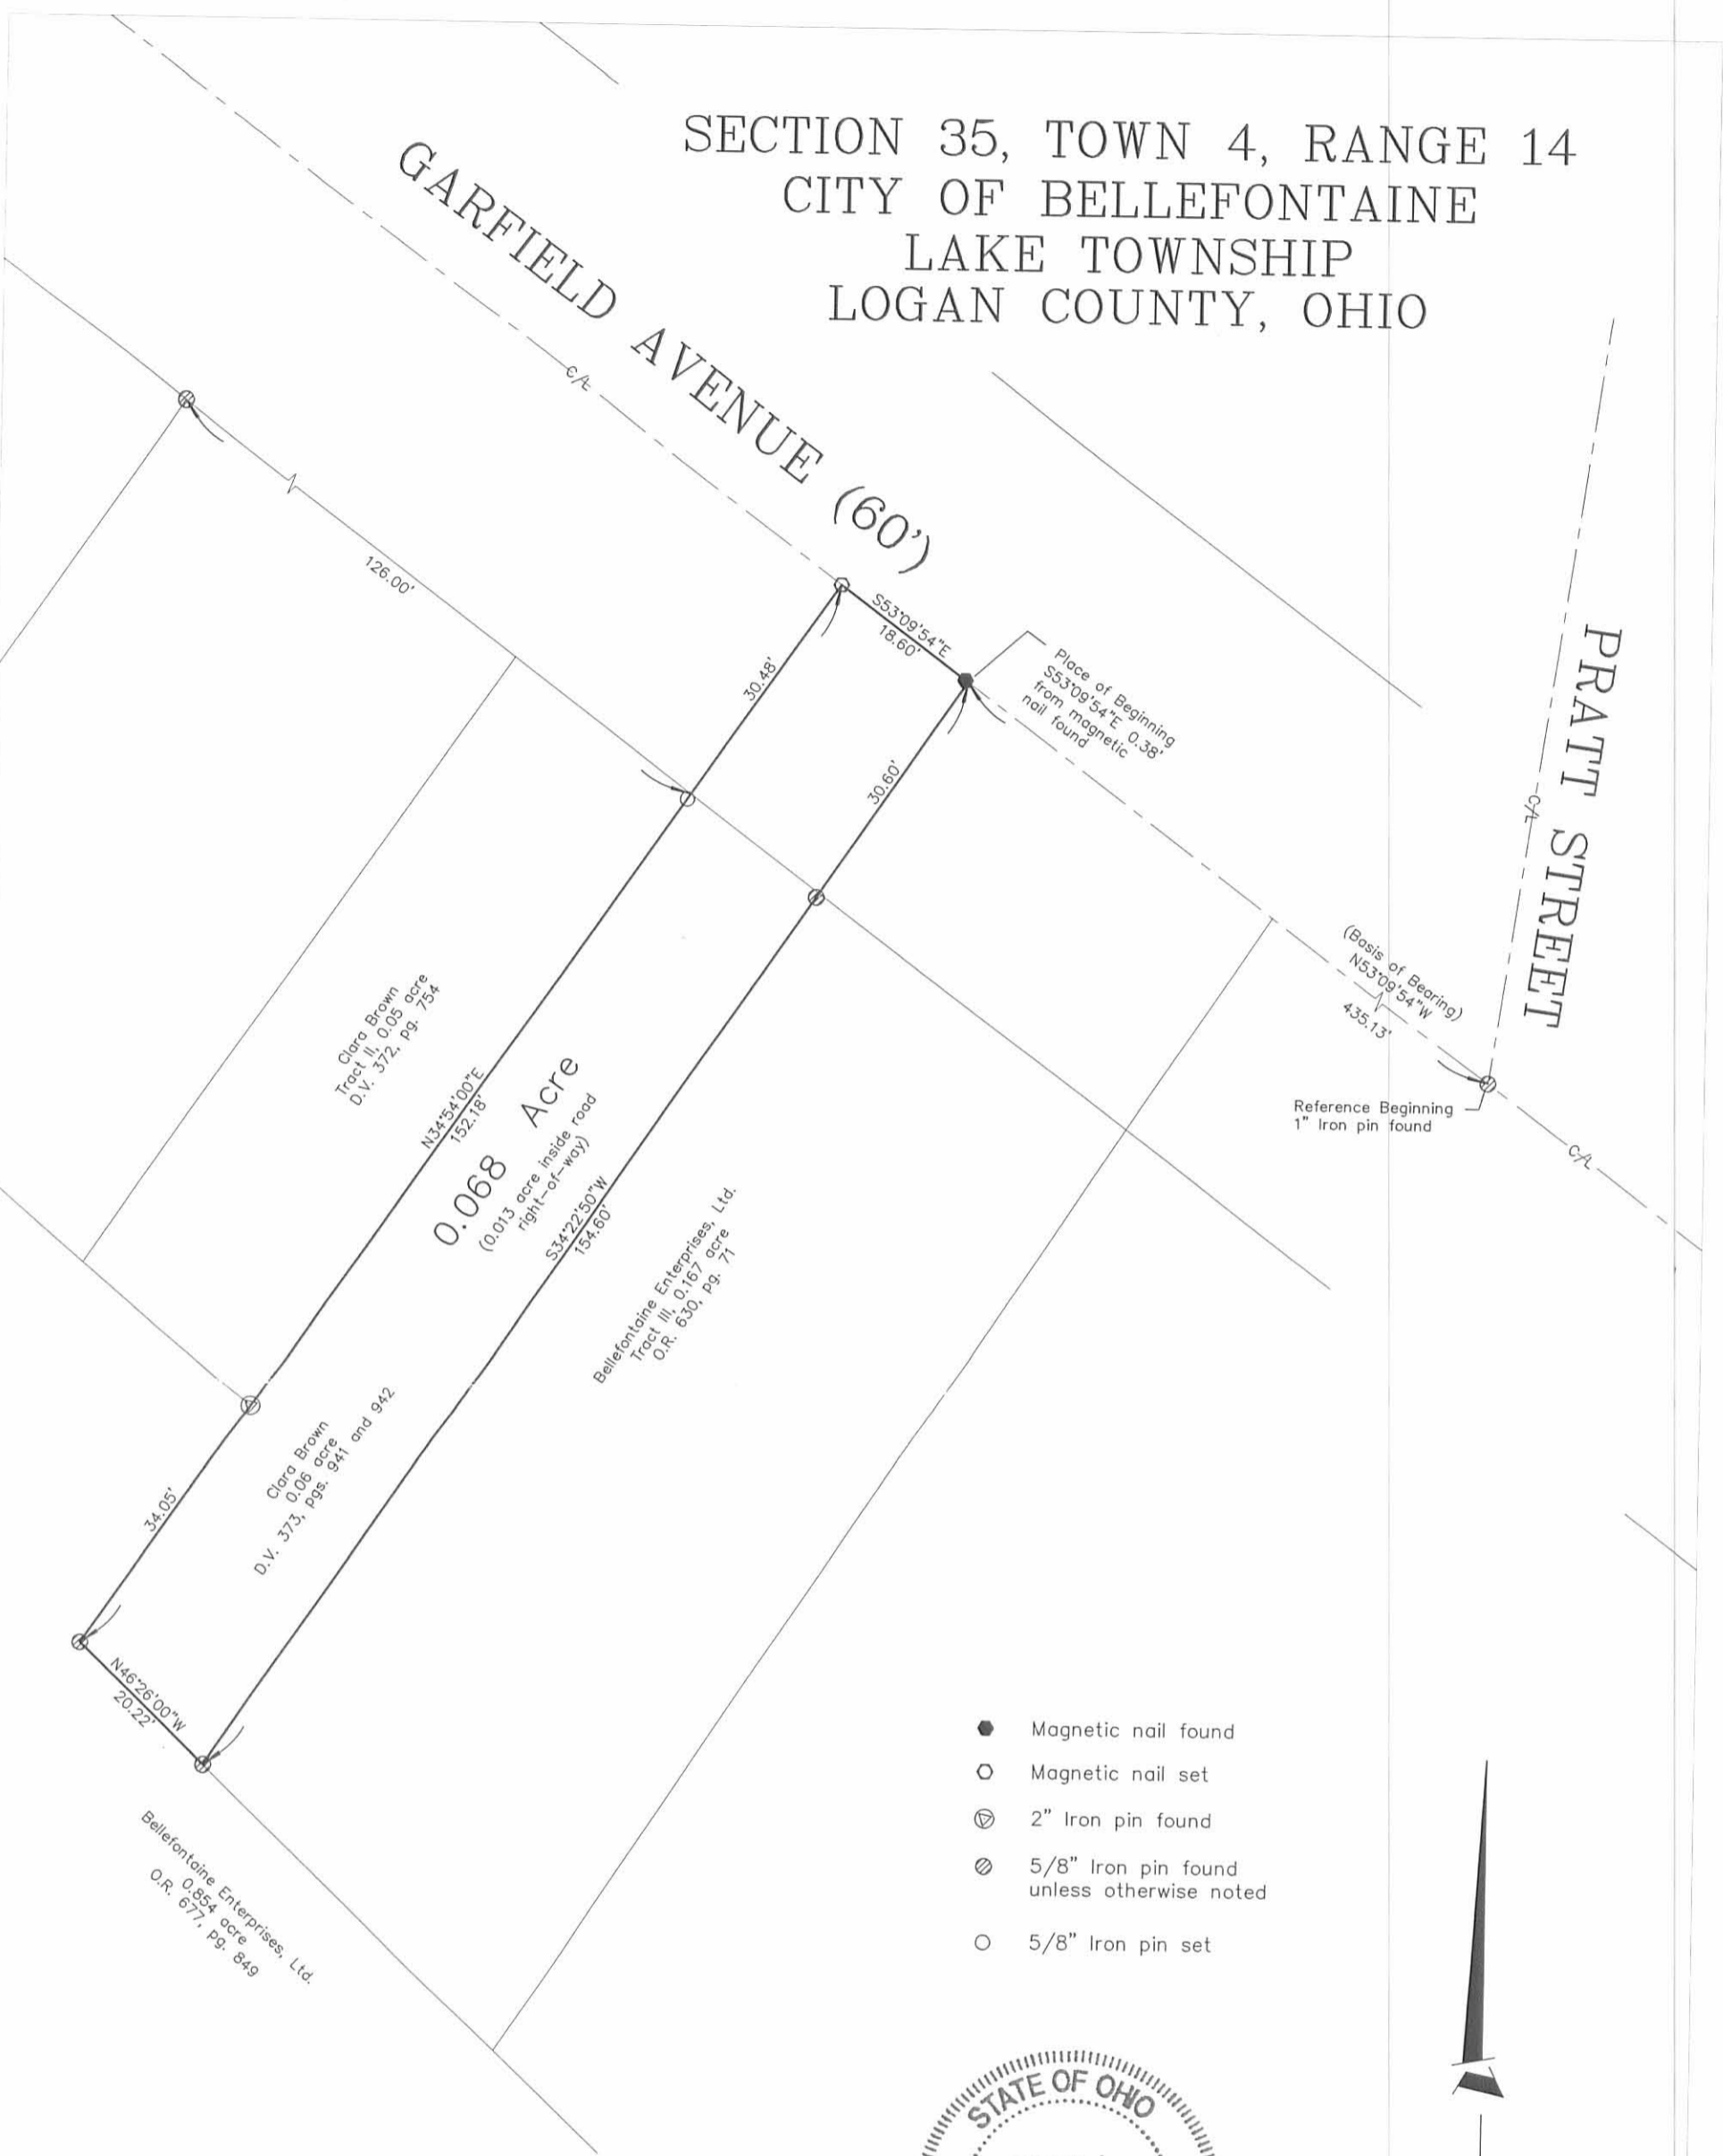 SECTION 35, TOWN 4, RANGE 14
CITY OF BELLEFONTAINE
LAKE TOWNSHIP
LOGAN COUNTY, OHIO
GARFIELD AVENUE (60')
C/L
126.00'
S53°09'54"E
18.60'
30.48'
30.60'
Place of Beginning
S53°09'54"E 0.38'
from magnetic
nail found
PRATT STREET
C/L
(Basis of Bearing)
N53°09'54"W
435.13'
Reference Beginning
1" Iron pin found
C/L
Clara Brown
Tract II, 0.05 acre
D.V. 372, pg. 754
N34°54'00"E
152.18'
0.068 Acre
(0.013 acre inside road
right-of-way)
S34°22'50"W
154.60'
Bellefontaine Enterprises, Ltd.
Tract III, 0.167 acre
O.R. 630, pg. 71
Clara Brown
0.06 acre
D.V. 373, pgs. 941 and 942
34.05'
N46°26'00"W
20.22'
Bellefontaine Enterprises, Ltd.
0.854 acre
O.R. 677, pg. 849
Magnetic nail found
Magnetic nail set
2" Iron pin found
5/8" Iron pin found
unless otherwise noted
5/8" Iron pin set
STATE OF OHIO